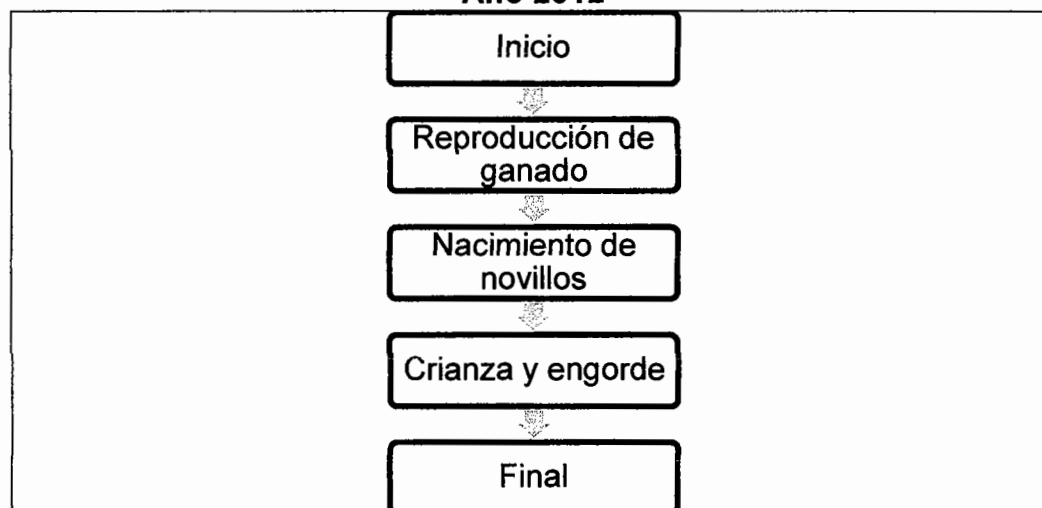 Inicio
Reproducción de
ganado
Nacimiento de
novillos
Crianza y engorde
Final